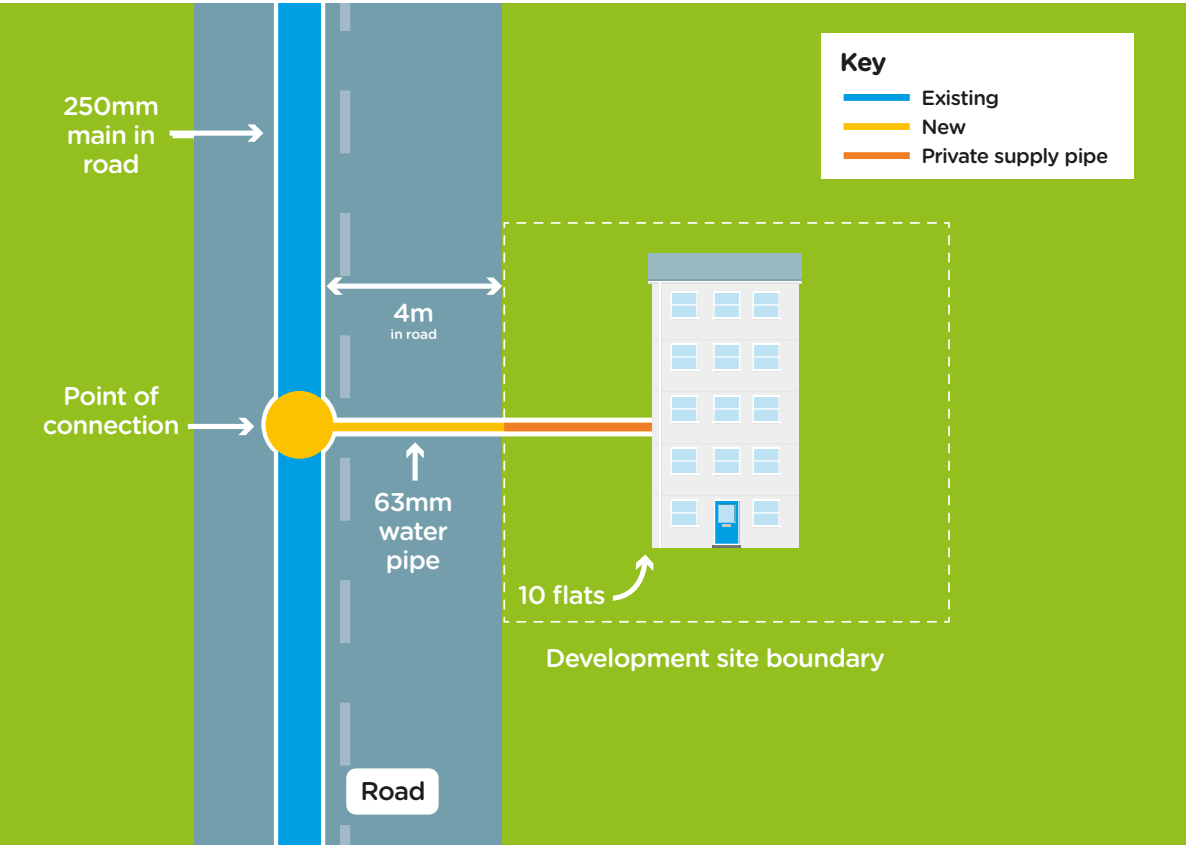 Key
Existing
New
Private supply pipe
250mm
main in
road
4m
in road
Point of
connection
63mm
water
pipe
10 flats
Development site boundary
Road